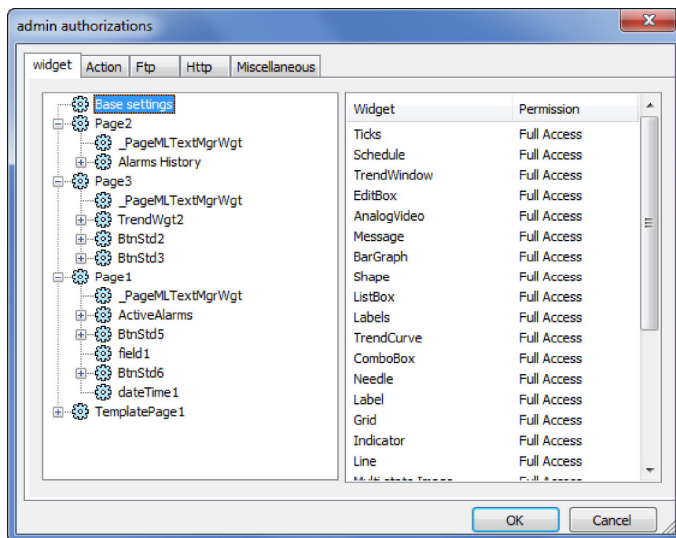 admin authorizations
widget Action Ftp Http Miscellaneous
Base settings
Page2
_PageMLTextMgrWgt
Alarms History
Page3
_PageMLTextMgrWgt
TrendWgt2
BtnStd2
BtnStd3
Page1
_PageMLTextMgrWgt
ActiveAlarms
BtnStd5
field1
BtnStd6
dateTime1
TemplatePage1
Widget Permission
Ticks Full Access
Schedule Full Access
TrendWindow Full Access
EditBox Full Access
AnalogVideo Full Access
Message Full Access
BarGraph Full Access
Shape Full Access
ListBox Full Access
Labels Full Access
TrendCurve Full Access
ComboBox Full Access
Needle Full Access
Label Full Access
Grid Full Access
Indicator Full Access
Line Full Access
OK Cancel